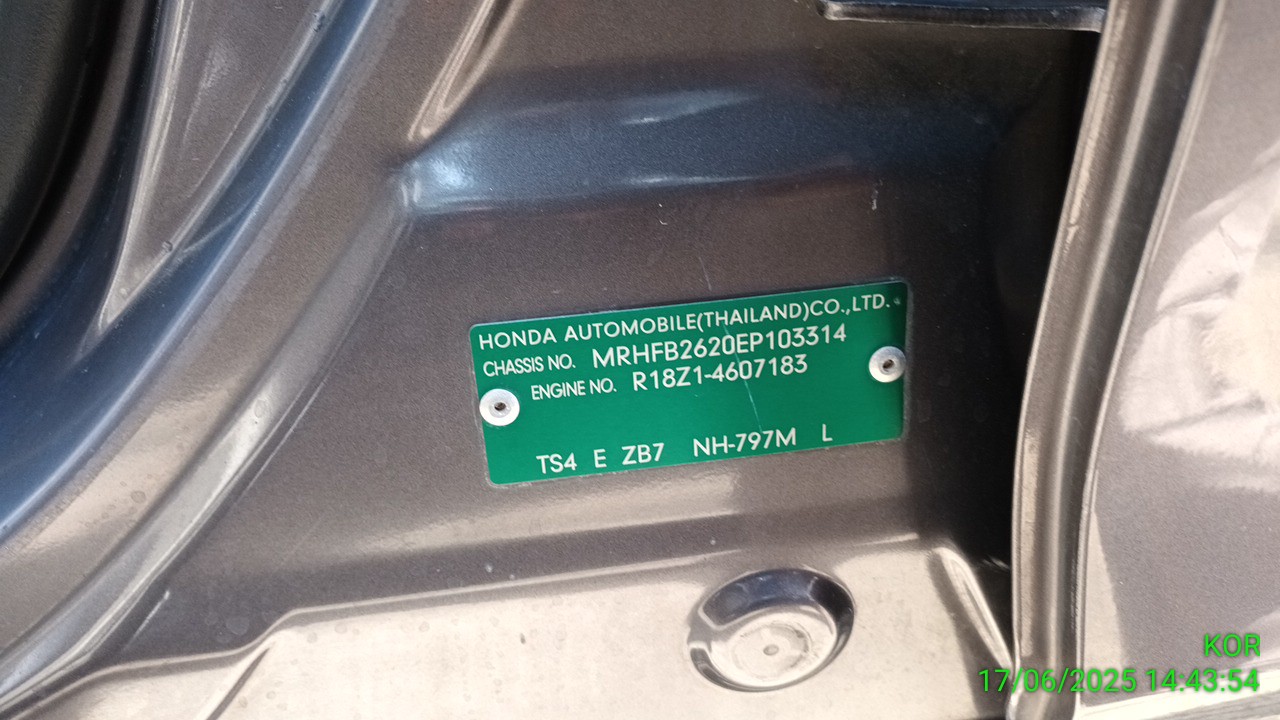 HONDA AUTOMOBILE(THAILAND)CO.,LTD.
CHASSIS NO. MRHFB2620EP103314
ENGINE NO. R18Z1-4607183
TS4 E ZB7 NH-797M L
KOR
17/06/2025 14:43:54